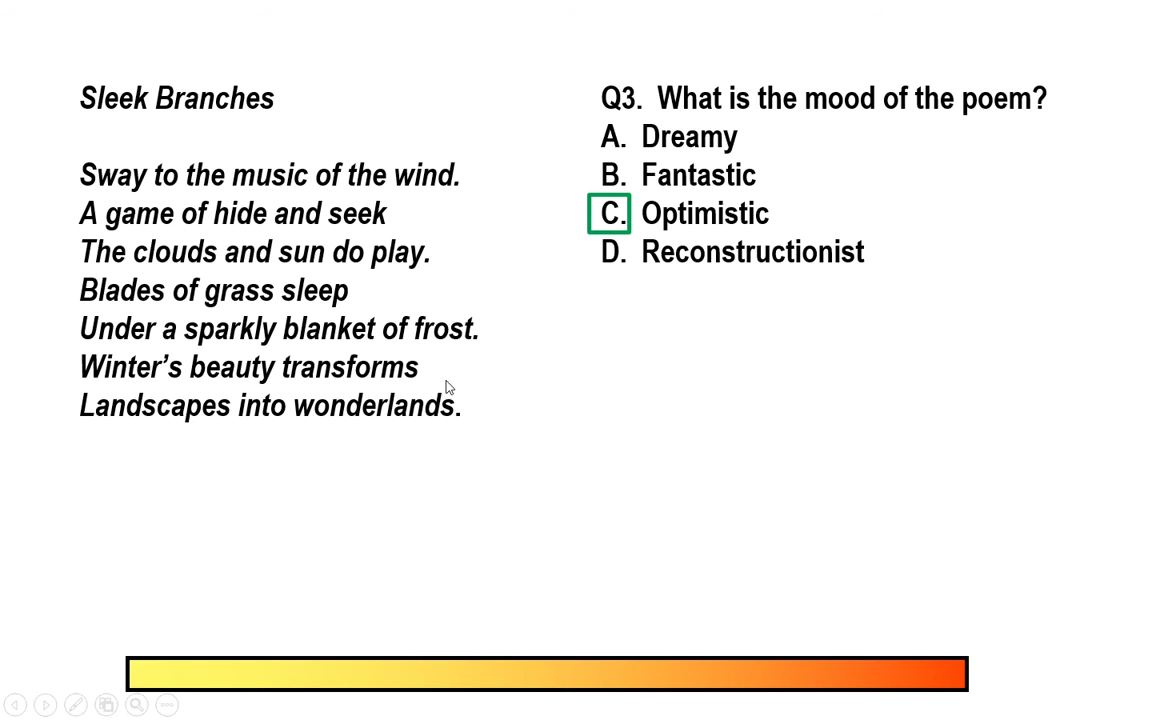 Sleek Branches
Sway to the music of the wind.
A game of hide and seek
The clouds and sun do play.
Blades of grass sleep
Under a sparkly blanket of frost.
Winter’s beauty transforms
Landscapes into wonderlands.
Q3. What is the mood of the poem?
A. Dreamy
B. Fantastic
C. Optimistic
D. Reconstructionist